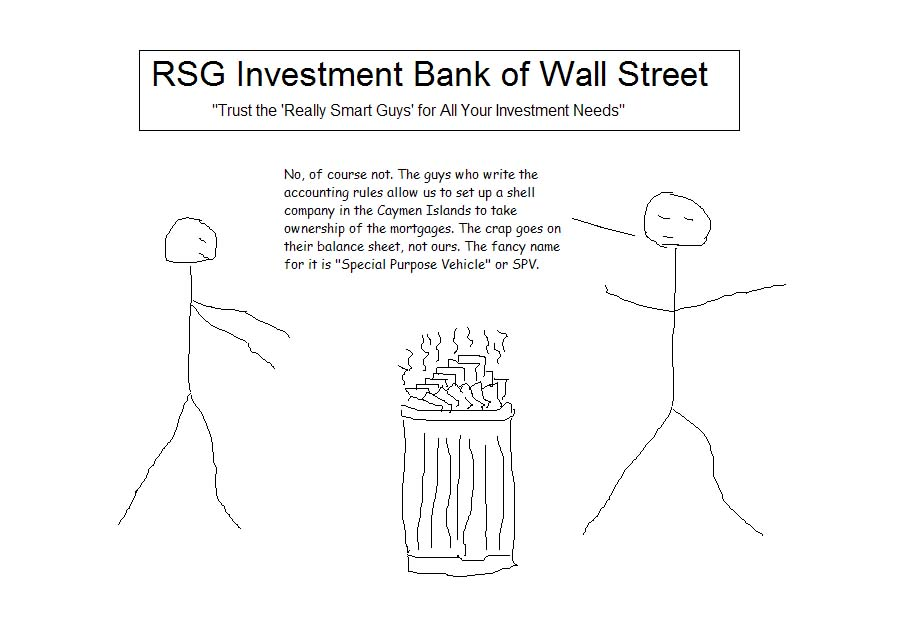 RSG Investment Bank of Wall Street
"Trust the 'Really Smart Guys' for All Your Investment Needs"
No, of course not. The guys who write the
accounting rules allow us to set up a shell
company in the Caymen Islands to take
ownership of the mortgages. The crap goes on
their balance sheet, not ours. The fancy name
for it is "Special Purpose Vehicle" or SPV.